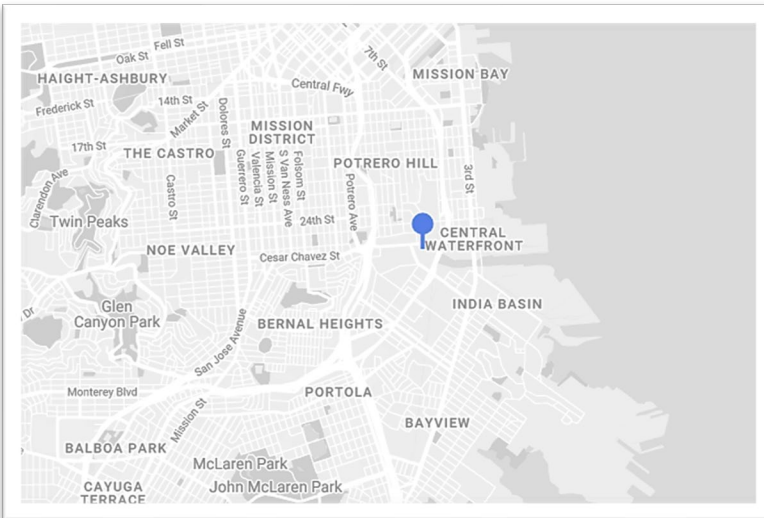 Fell St
Oak St
7th St
MISSION BAY
HAIGHT-ASHBURY
Central Fwy
Frederick St
14th St
Market St
Dolores St
MISSION
DISTRICT
17th St
THE CASTRO
Guerrero St
Valencia St
Mission St
S Van Ness Ave
Folsom St
POTRERO HILL
3rd St
Clarendon Ave
Castro St
Potrero Ave
Twin Peaks
24th St
CENTRAL
WATERFRONT
NOE VALLEY
Cesar Chavez St
Dr
Glen
Canyon Park
INDIA BASIN
BERNAL HEIGHTS
San Jose Avenue
Monterey Blvd
PORTOLA
Mission St
BAYVIEW
BALBOA PARK
McLaren Park
CAYUGA
TERRACE
John McLaren Park